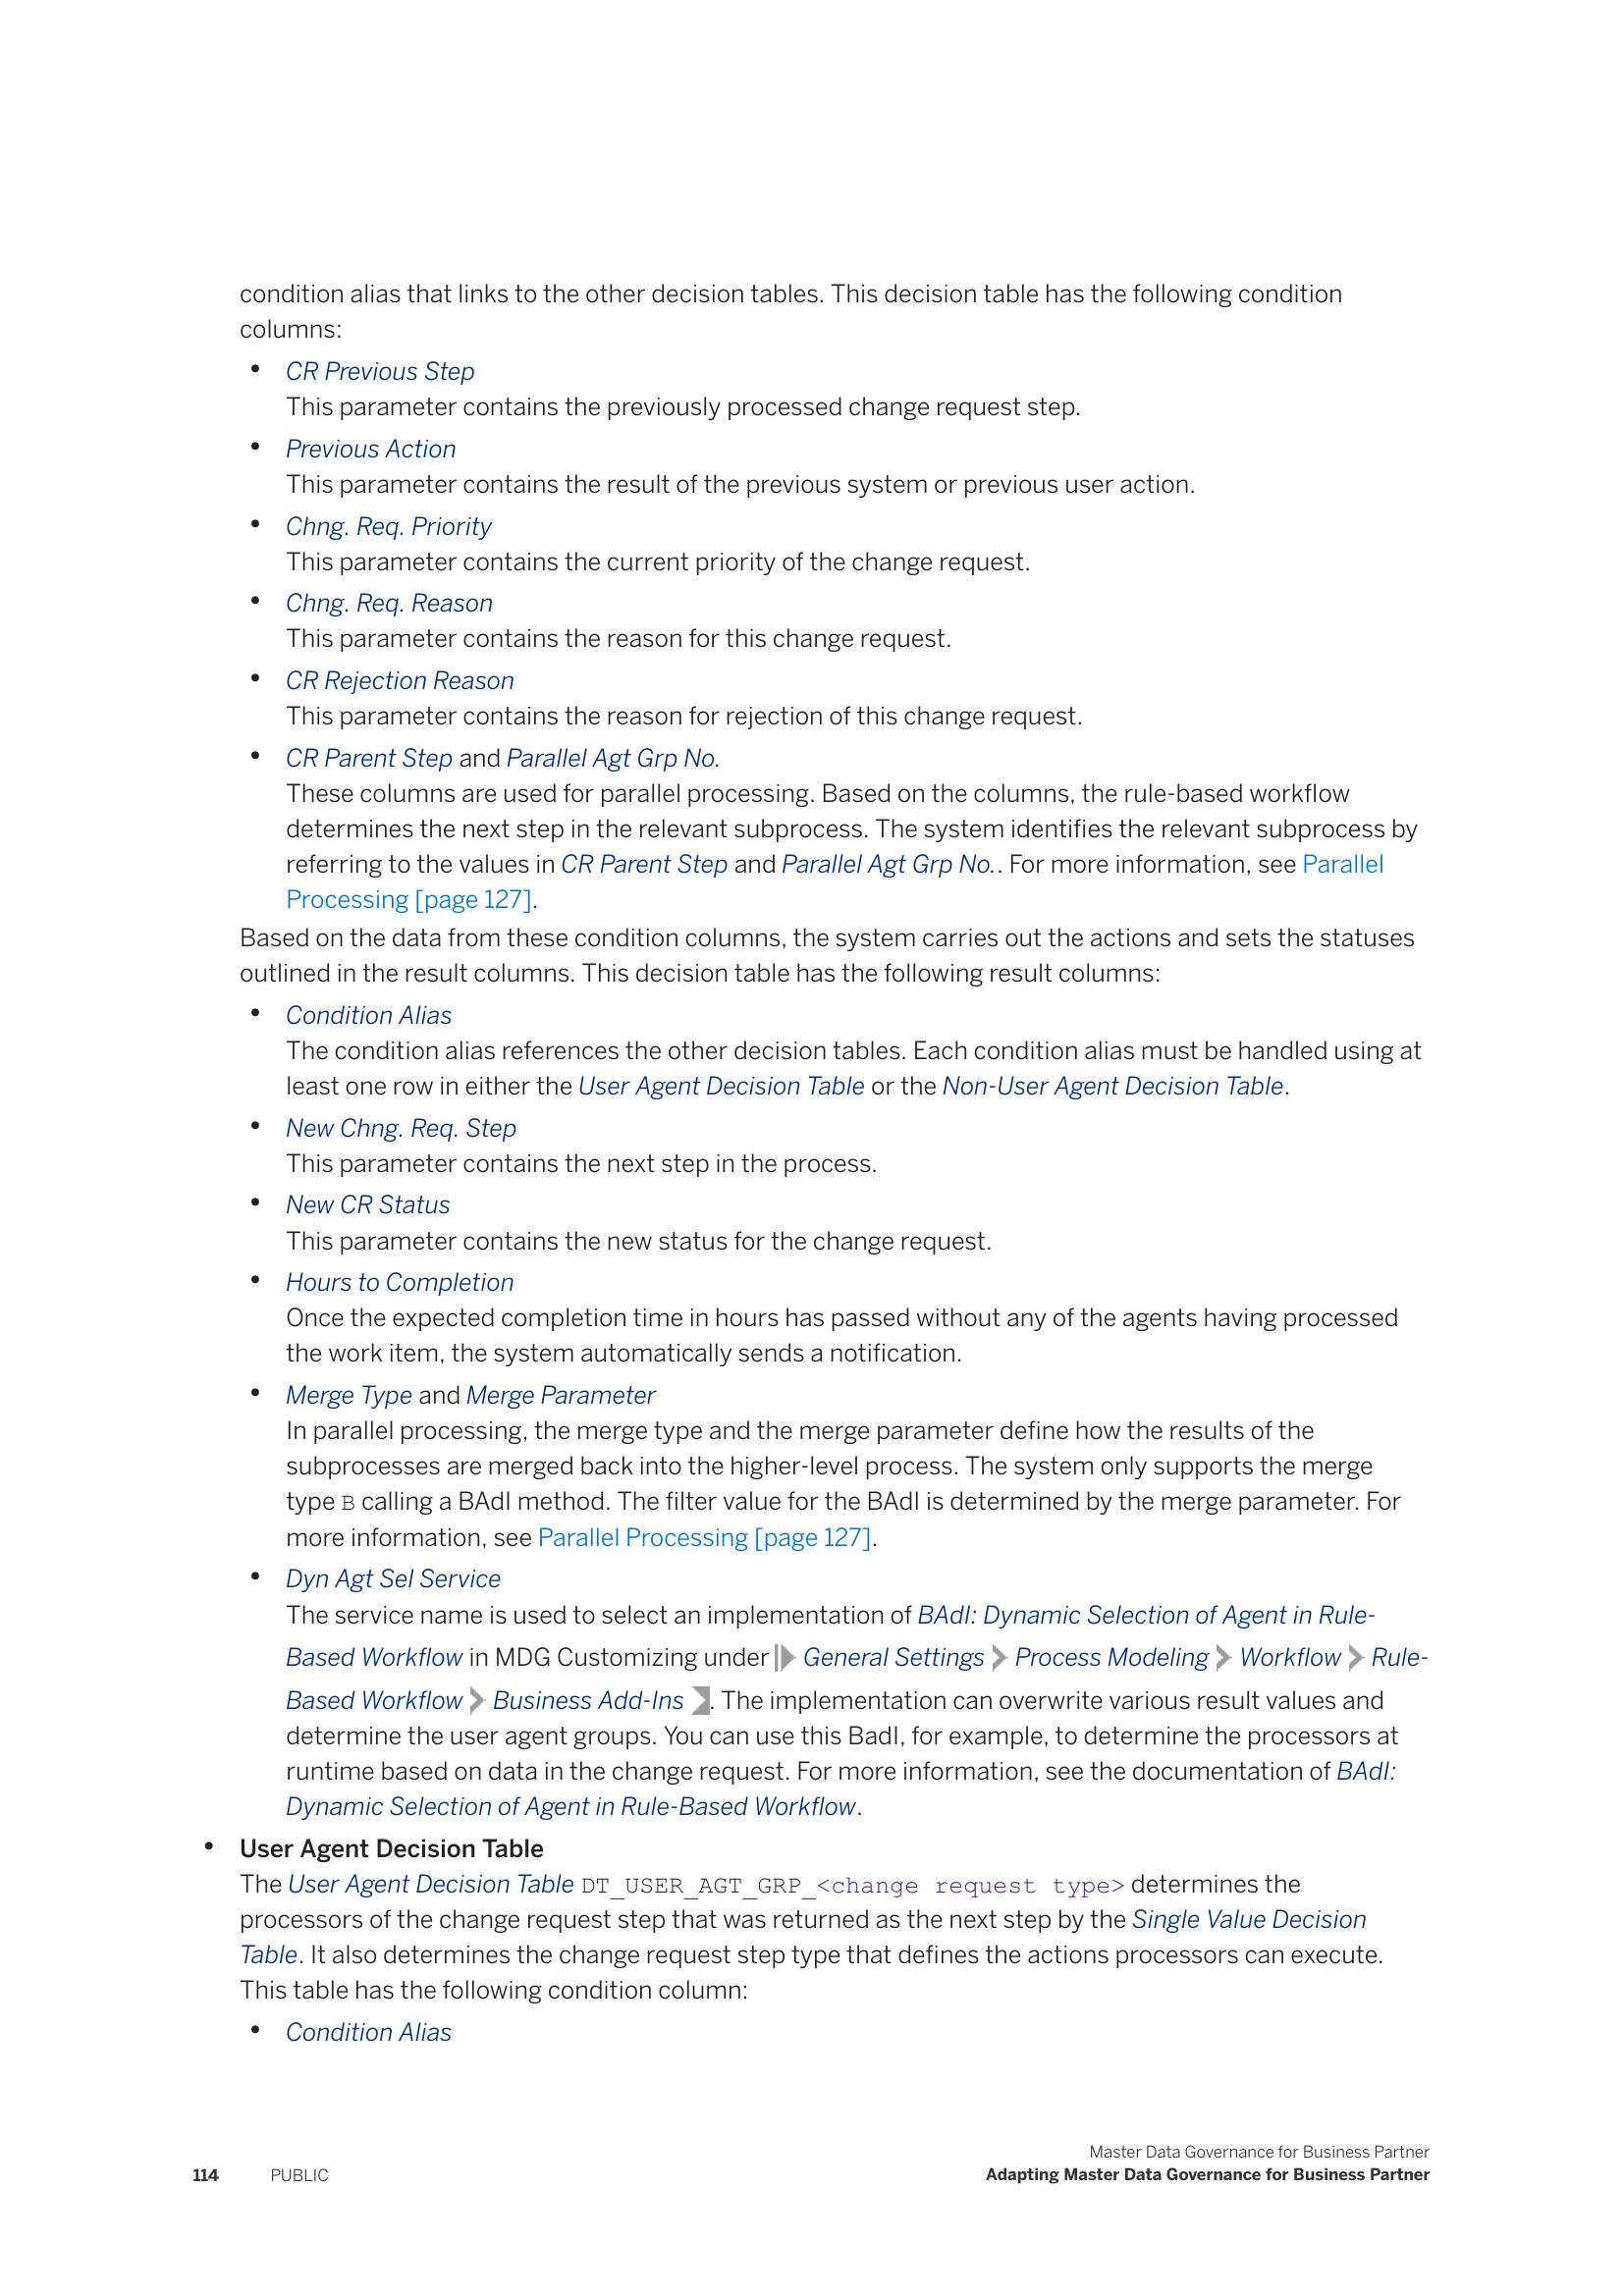 condition alias that links to the other decision tables. This decision table has the following condition
columns:
• CR Previous Step
This parameter contains the previously processed change request step.
• Previous Action
This parameter contains the result of the previous system or previous user action.
• Chng. Req. Priority
This parameter contains the current priority of the change request.
• Chng. Req. Reason
This parameter contains the reason for this change request.
• CR Rejection Reason
This parameter contains the reason for rejection of this change request.
• CR Parent Step and Parallel Agt Grp No.
These columns are used for parallel processing. Based on the columns, the rule-based workflow
determines the next step in the relevant subprocess. The system identifies the relevant subprocess by
referring to the values in CR Parent Step and Parallel Agt Grp No.. For more information, see Parallel
Processing [page 127].
Based on the data from these condition columns, the system carries out the actions and sets the statuses
outlined in the result columns. This decision table has the following result columns:
• Condition Alias
The condition alias references the other decision tables. Each condition alias must be handled using at
least one row in either the User Agent Decision Table or the Non-User Agent Decision Table.
• New Chng. Req. Step
This parameter contains the next step in the process.
• New CR Status
This parameter contains the new status for the change request.
• Hours to Completion
Once the expected completion time in hours has passed without any of the agents having processed
the work item, the system automatically sends a notification.
• Merge Type and Merge Parameter
In parallel processing, the merge type and the merge parameter define how the results of the
subprocesses are merged back into the higher-level process. The system only supports the merge
type B calling a BAdI method. The filter value for the BAdI is determined by the merge parameter. For
more information, see Parallel Processing [page 127].
• Dyn Agt Sel Service
The service name is used to select an implementation of BAdI: Dynamic Selection of Agent in Rule-
Based Workflow in MDG Customizing under General Settings Process Modeling Workflow Rule-
Based Workflow Business Add-Ins . The implementation can overwrite various result values and
determine the user agent groups. You can use this BadI, for example, to determine the processors at
runtime based on data in the change request. For more information, see the documentation of BAdI:
Dynamic Selection of Agent in Rule-Based Workflow.
• User Agent Decision Table
The User Agent Decision Table DT_USER_AGT_GRP_<change request type> determines the
processors of the change request step that was returned as the next step by the Single Value Decision
Table. It also determines the change request step type that defines the actions processors can execute.
This table has the following condition column:
• Condition Alias
Master Data Governance for Business Partner
114 PUBLIC Adapting Master Data Governance for Business Partner